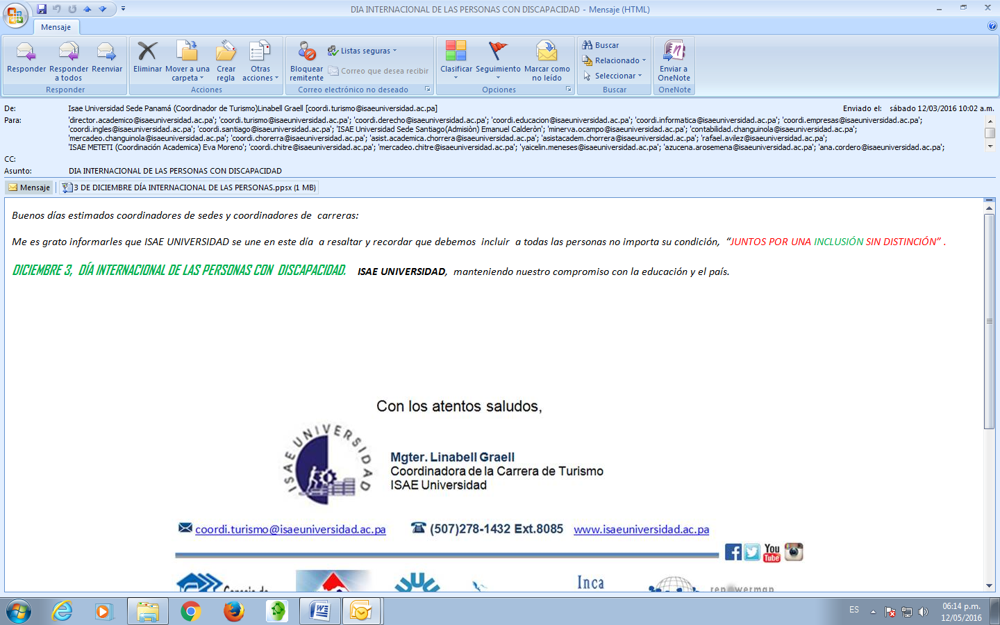 DIA INTERNACIONAL DE LAS PERSONAS CON DISCAPACIDAD - Mensaje (HTML)
Mensaje
Responder Responder a todos Reenviar
Responder
Eliminar Mover a una carpeta Crear regla Otras acciones
Acciones
Bloquear remitente Listas seguras Correo que desea recibir
Correo electrónico no deseado
Clasificar Seguimiento Marcar como no leído
Opciones
Buscar
Relacionado
Seleccionar
Buscar
Enviar a OneNote
OneNote
De: Isae Universidad Sede Panamá (Coordinador de Turismo)Linabell Graell [coordi.turismo@isaeuniversidad.ac.pa] Enviado el: sábado 12/03/2016 10:02 a.m.
Para: 'director.academico@isaeuniversidad.ac.pa'; 'coordi.turismo@isaeuniversidad.ac.pa'; 'coordi.derecho@isaeuniversidad.ac.pa'; 'coordi.educacion@isaeuniversidad.ac.pa'; 'coordi.informatica@isaeuniversidad.ac.pa'; 'coordi.empresas@isaeuniversidad.ac.pa';
'coordi.ingles@isaeuniversidad.ac.pa'; 'coordi.santiago@isaeuniversidad.ac.pa'; 'ISAE Universidad Sede Santiago(Admisiòn) Emanuel Calderòn'; 'minerva.ocampo@isaeuniversidad.ac.pa'; 'contabilidad.changuinola@isaeuniversidad.ac.pa';
'mercadeo.changuinola@isaeuniversidad.ac.pa'; 'coordi.chorerra@isaeuniversidad.ac.pa'; 'asist.academica.chorrera@isaeuniversidad.ac.pa'; 'asistacadem.chorrera@isaeuniversidad.ac.pa'; 'rafael.avilez@isaeuniversidad.ac.pa';
'ISAE METETI (Coordinación Academica) Eva Moreno'; 'coordi.chitre@isaeuniversidad.ac.pa'; 'mercadeo.chitre@isaeuniversidad.ac.pa'; 'yaicelin.meneses@isaeuniversidad.ac.pa'; 'azucena.arosemena@isaeuniversidad.ac.pa'; 'ana.cordero@isaeuniversidad.ac.pa';
CC:
Asunto: DIA INTERNACIONAL DE LAS PERSONAS CON DISCAPACIDAD
Mensaje 3 DE DICIEMBRE DÍA INTERNACIONAL DE LAS PERSONAS.ppsx (1 MB)
Buenos días estimados coordinadores de sedes y coordinadores de carreras:
Me es grato informarles que ISAE UNIVERSIDAD se une en este día a resaltar y recordar que debemos incluir a todas las personas no importa su condición, “JUNTOS POR UNA INCLUSIÓN SIN DISTINCIÓN” .
DICIEMBRE 3, DÍA INTERNACIONAL DE LAS PERSONAS CON DISCAPACIDAD. ISAE UNIVERSIDAD, manteniendo nuestro compromiso con la educación y el país.
Con los atentos saludos,
ISAE UNIVERSIDAD
Mgter. Linabell Graell
Coordinadora de la Carrera de Turismo
ISAE Universidad
coordi.turismo@isaeuniversidad.ac.pa (507)278-1432 Ext.8085 www.isaeuniversidad.ac.pa
You Tube
Consejo de
Inca
ES 06:14 p.m.
12/05/2016